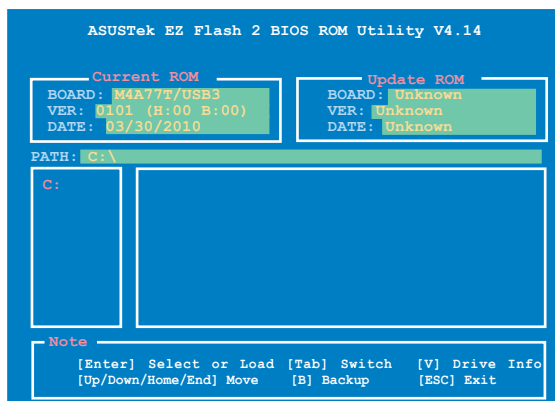 ASUSTek EZ Flash 2 BIOS ROM Utility V4.14
Current ROM
BOARD: M4A77T/USB3
VER: 0101 (H:00 B:00)
DATE: 03/30/2010
Update ROM
BOARD: Unknown
VER: Unknown
DATE: Unknown
PATH: C:\
C:
Note
[Enter] Select or Load [Tab] Switch [V] Drive Info
[Up/Down/Home/End] Move [B] Backup [ESC] Exit